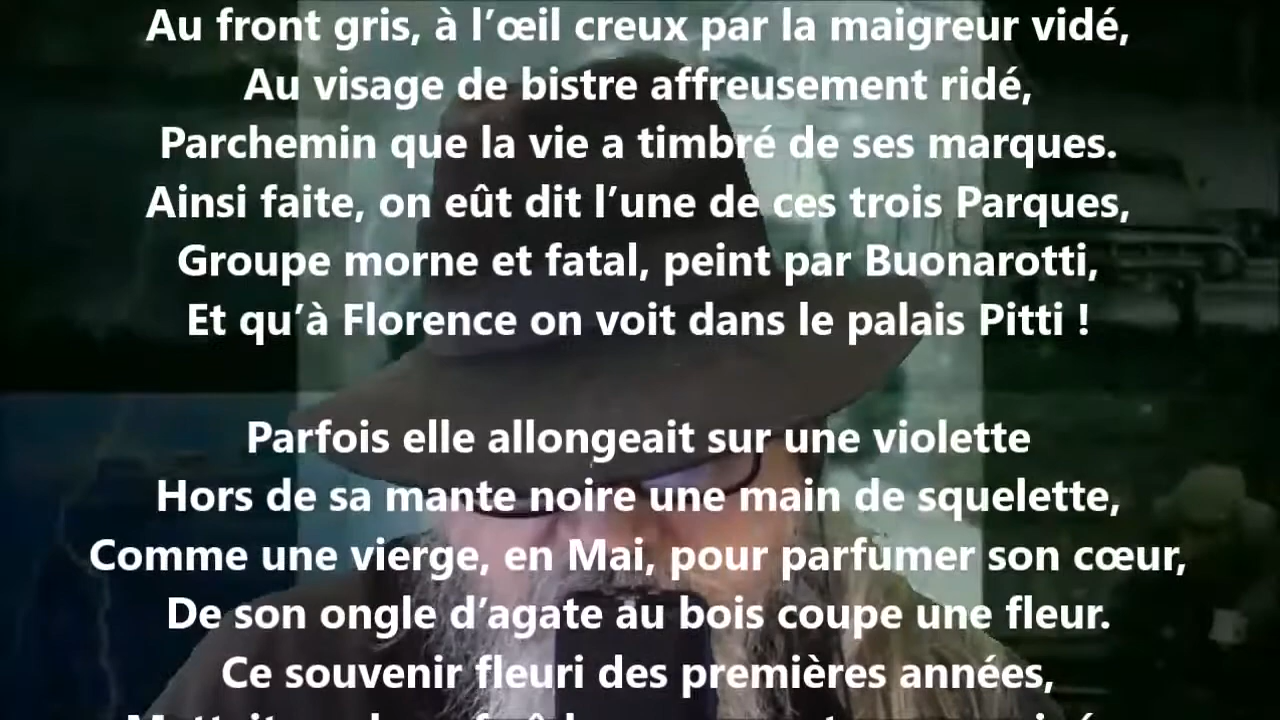 Au front gris, à l’œil creux par la maigreur vidé,
Au visage de bistre affreusement ridé,
Parchemin que la vie a timbré de ses marques.
Ainsi faite, on eût dit l’une de ces trois Parques,
Groupe morne et fatal, peint par Buonarotti,
Et qu’à Florence on voit dans le palais Pitti !
Parfois elle allongeait sur une violette
Hors de sa mante noire une main de squelette,
Comme une vierge, en Mai, pour parfumer son cœur,
De son ongle d’agate au bois coupe une fleur.
Ce souvenir fleuri des premières années,